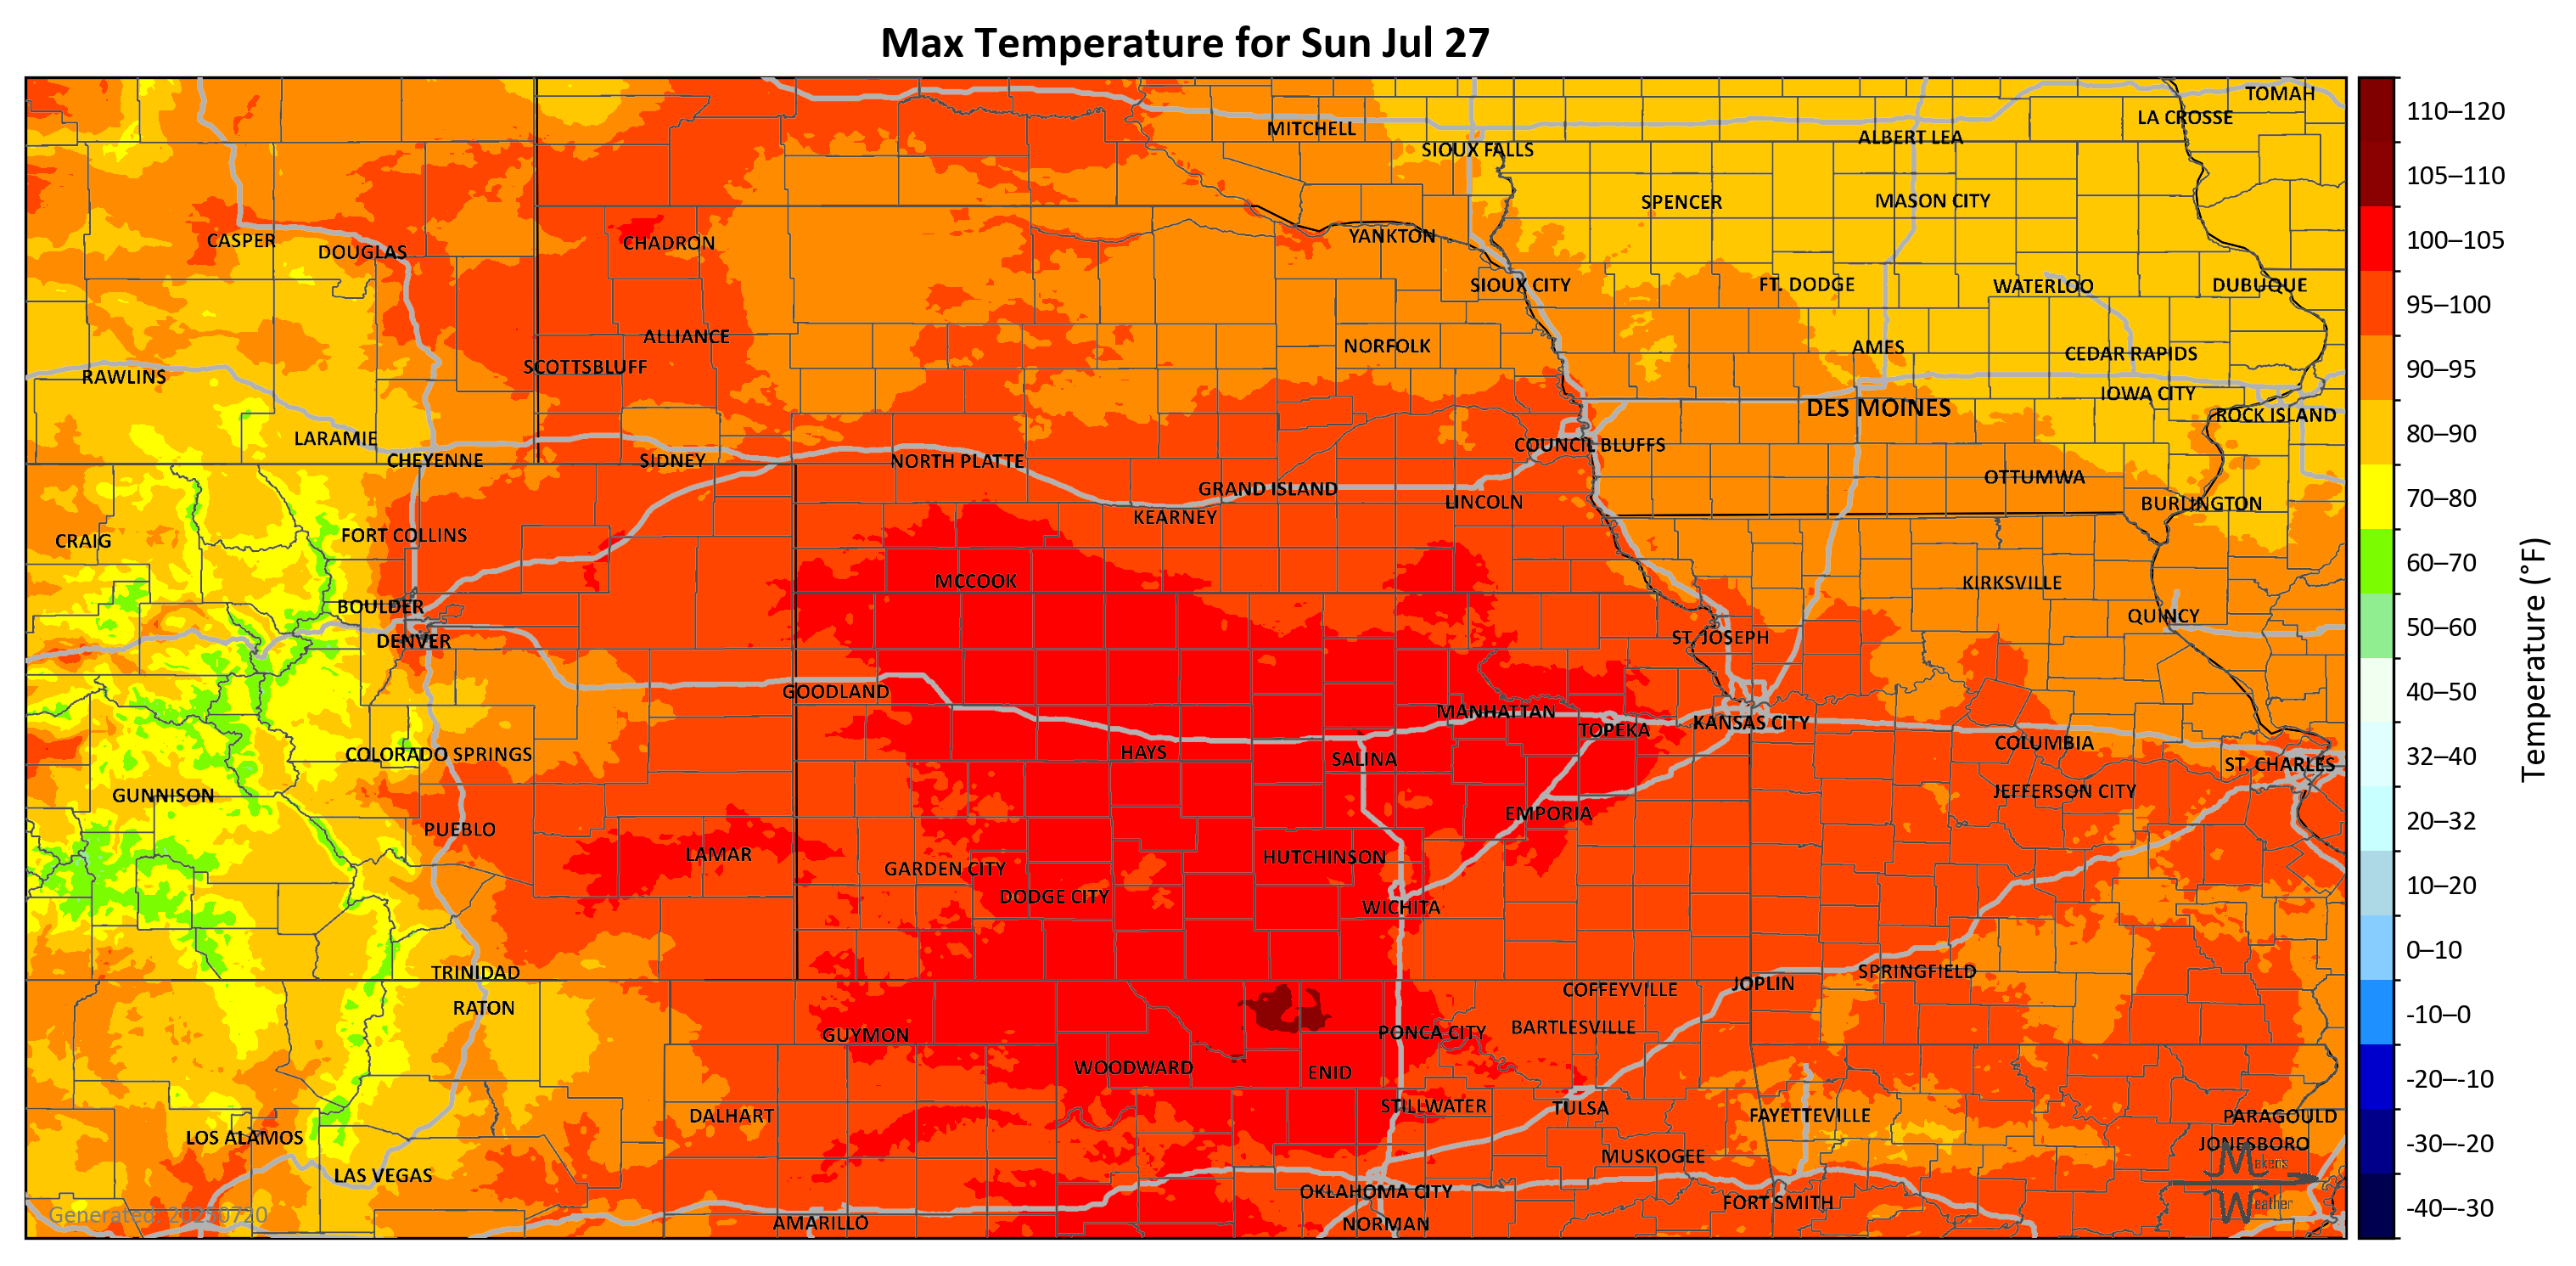 Max Temperature for Sun Jul 27
TOMAH
LA CROSSE
MITCHELL
ALBERT LEA
SIOUX FALLS
SPENCER
MASON CITY
CASPER
DOUGLAS
CHADRON
YANKTON
SIOUX CITY
FT. DODGE
WATERLOO
DUBUQUE
ALLIANCE
NORFOLK
AMES
CEDAR RAPIDS
RAWLINS
SCOTTSBLUFF
IOWA CITY
DES MOINES
ROCK ISLAND
LARAMIE
COUNCIL BLUFFS
CHEYENNE
SIDNEY
NORTH PLATTE
OTTUMWA
GRAND ISLAND
LINCOLN
BURLINGTON
KEARNEY
CRAIG
FORT COLLINS
MCCOOK
KIRKSVILLE
BOULDER
QUINCY
DENVER
ST. JOSEPH
GOODLAND
MANHATTAN
TOPEKA
KANSAS CITY
COLUMBIA
COLORADO SPRINGS
HAYS
SALINA
ST. CHARLES
GUNNISON
JEFFERSON CITY
EMPORIA
PUEBLO
LAMAR
HUTCHINSON
GARDEN CITY
DODGE CITY
WICHITA
TRINIDAD
SPRINGFIELD
JOPLIN
COFFEYVILLE
RATON
GUYMON
PONCA CITY
BARTLESVILLE
WOODWARD
ENID
STILLWATER
TULSA
DALHART
FAYETTEVILLE
PARAGOULD
LOS ALAMOS
JONESBORO
MUSKOGEE
LAS VEGAS
OKLAHOMA CITY
FORT SMITH
AMARILLO
NORMAN
Generated: 20250720
Makens
Weather
110–120
105–110
100–105
95–100
90–95
80–90
70–80
60–70
50–60
40–50
32–40
20–32
10–20
0–10
-10–0
-20–-10
-30–-20
-40–-30
Temperature (°F)